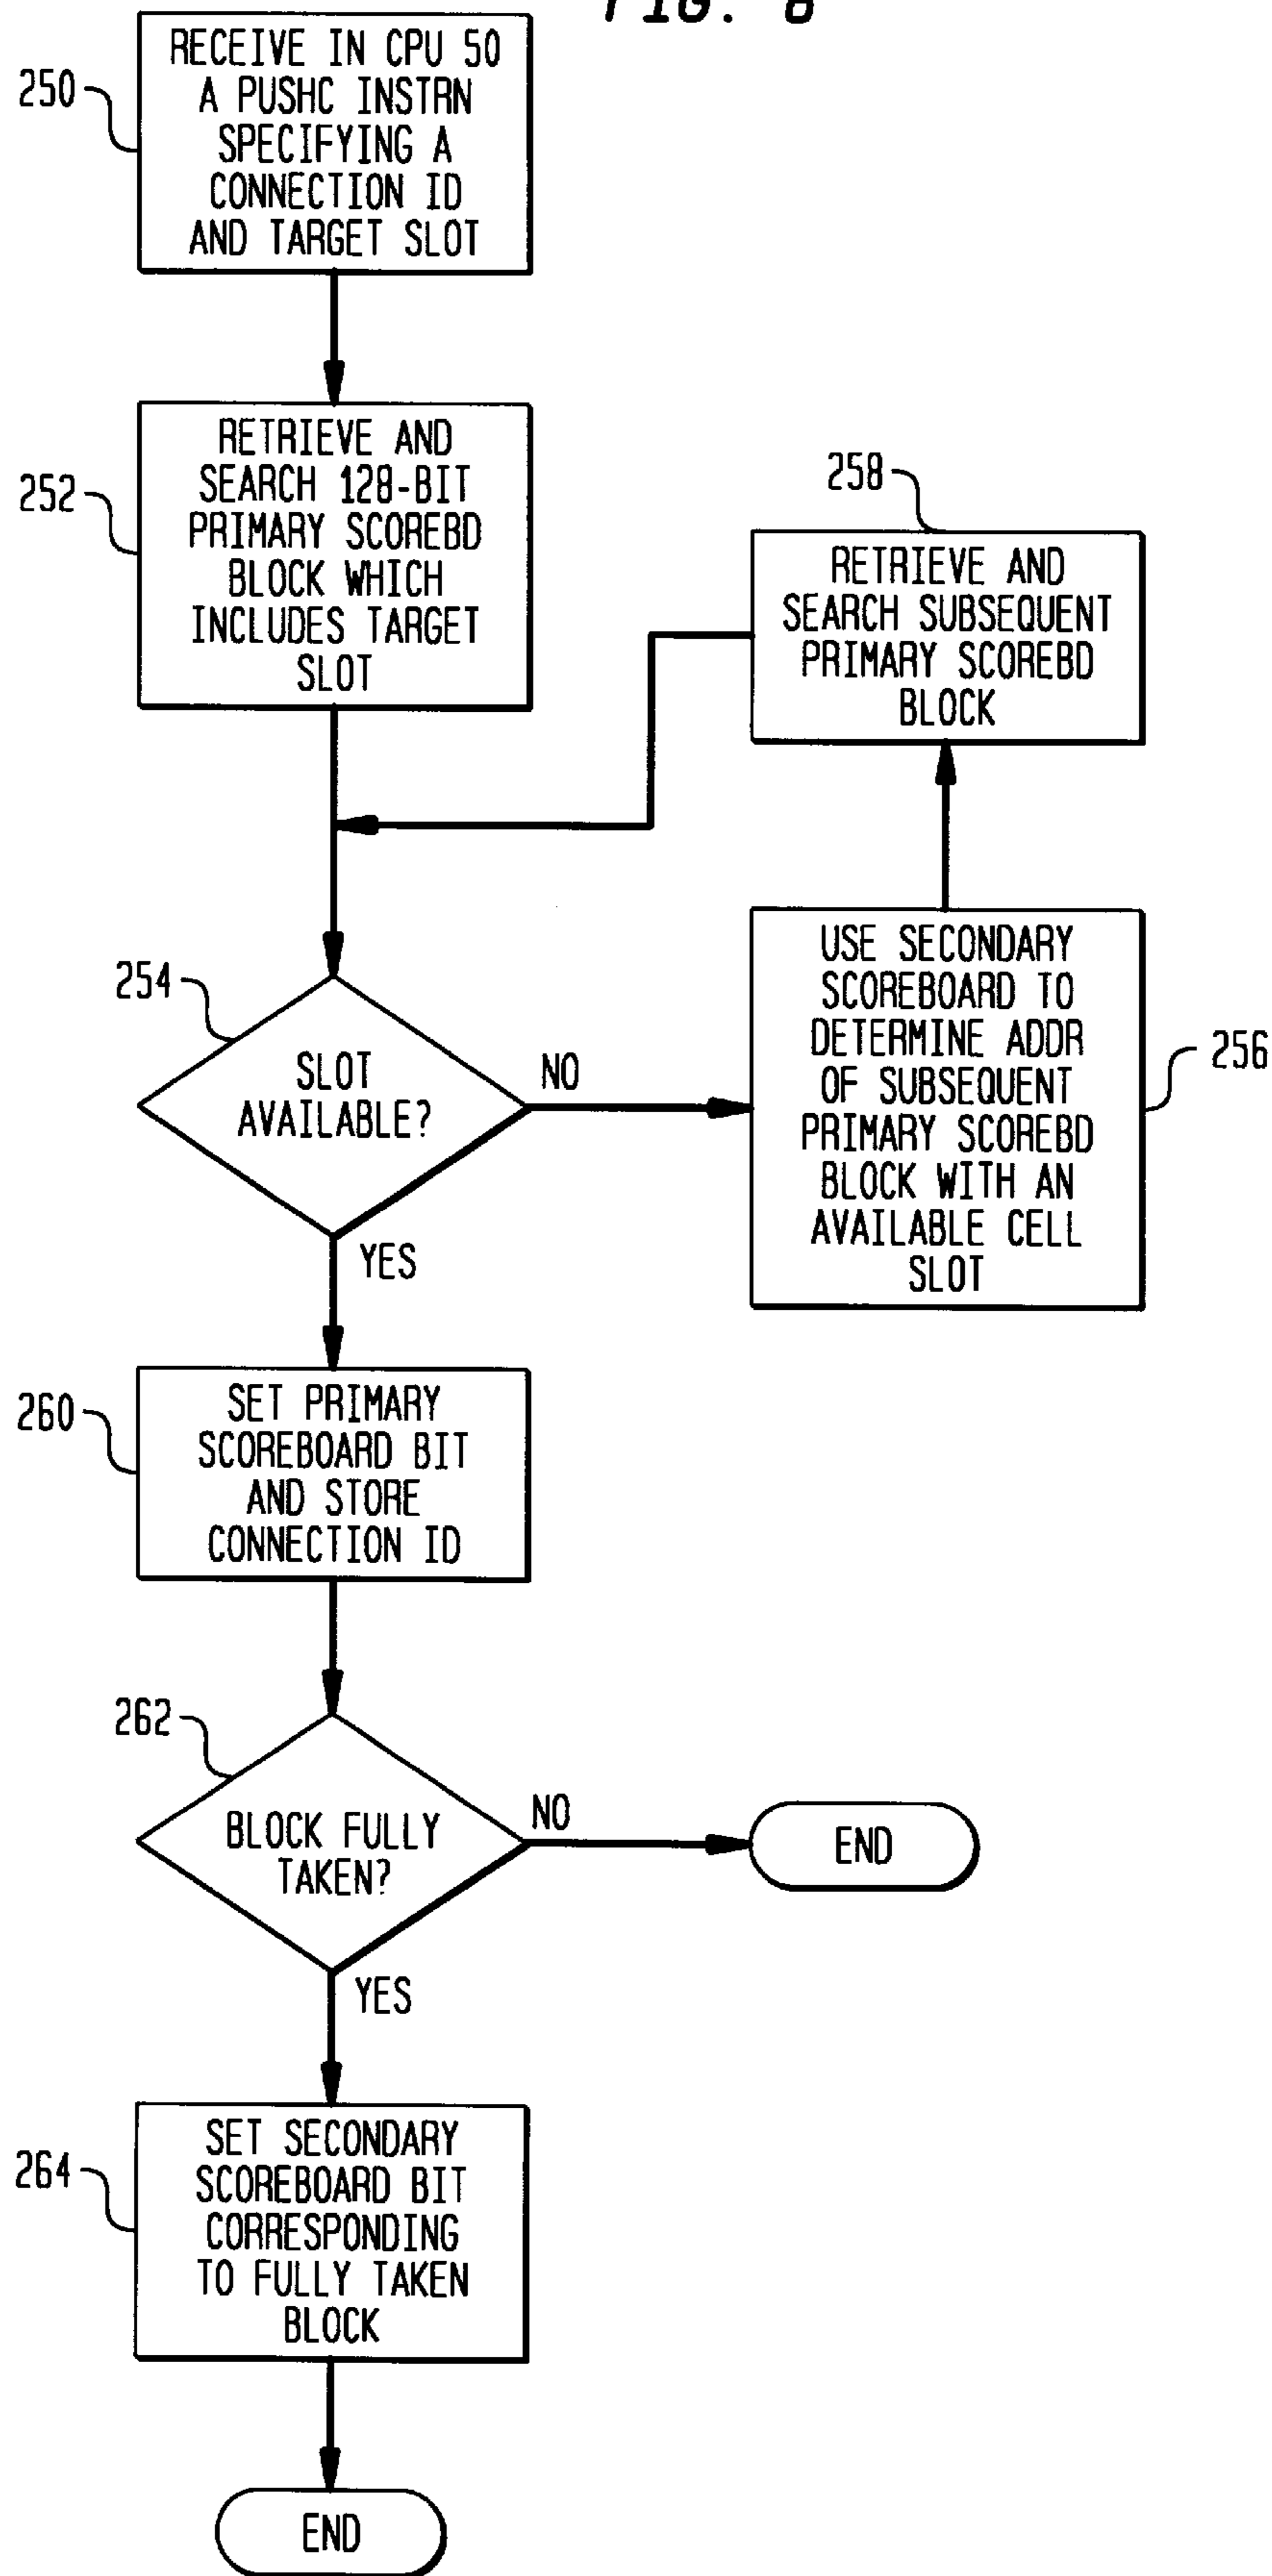 FIG. 8
250
RECEIVE IN CPU 50
A PUSHC INSTRN
SPECIFYING A
CONNECTION ID
AND TARGET SLOT
252
RETRIEVE AND
SEARCH 128-BIT
PRIMARY SCOREBD
BLOCK WHICH
INCLUDES TARGET
SLOT
258
RETRIEVE AND
SEARCH SUBSEQUENT
PRIMARY SCOREBD
BLOCK
254
SLOT
AVAILABLE?
NO
YES
256
USE SECONDARY
SCOREBOARD TO
DETERMINE ADDR
OF SUBSEQUENT
PRIMARY SCOREBD
BLOCK WITH AN
AVAILABLE CELL
SLOT
260
SET PRIMARY
SCOREBOARD BIT
AND STORE
CONNECTION ID
262
BLOCK FULLY
TAKEN?
NO
END
YES
264
SET SECONDARY
SCOREBOARD BIT
CORRESPONDING
TO FULLY TAKEN
BLOCK
END